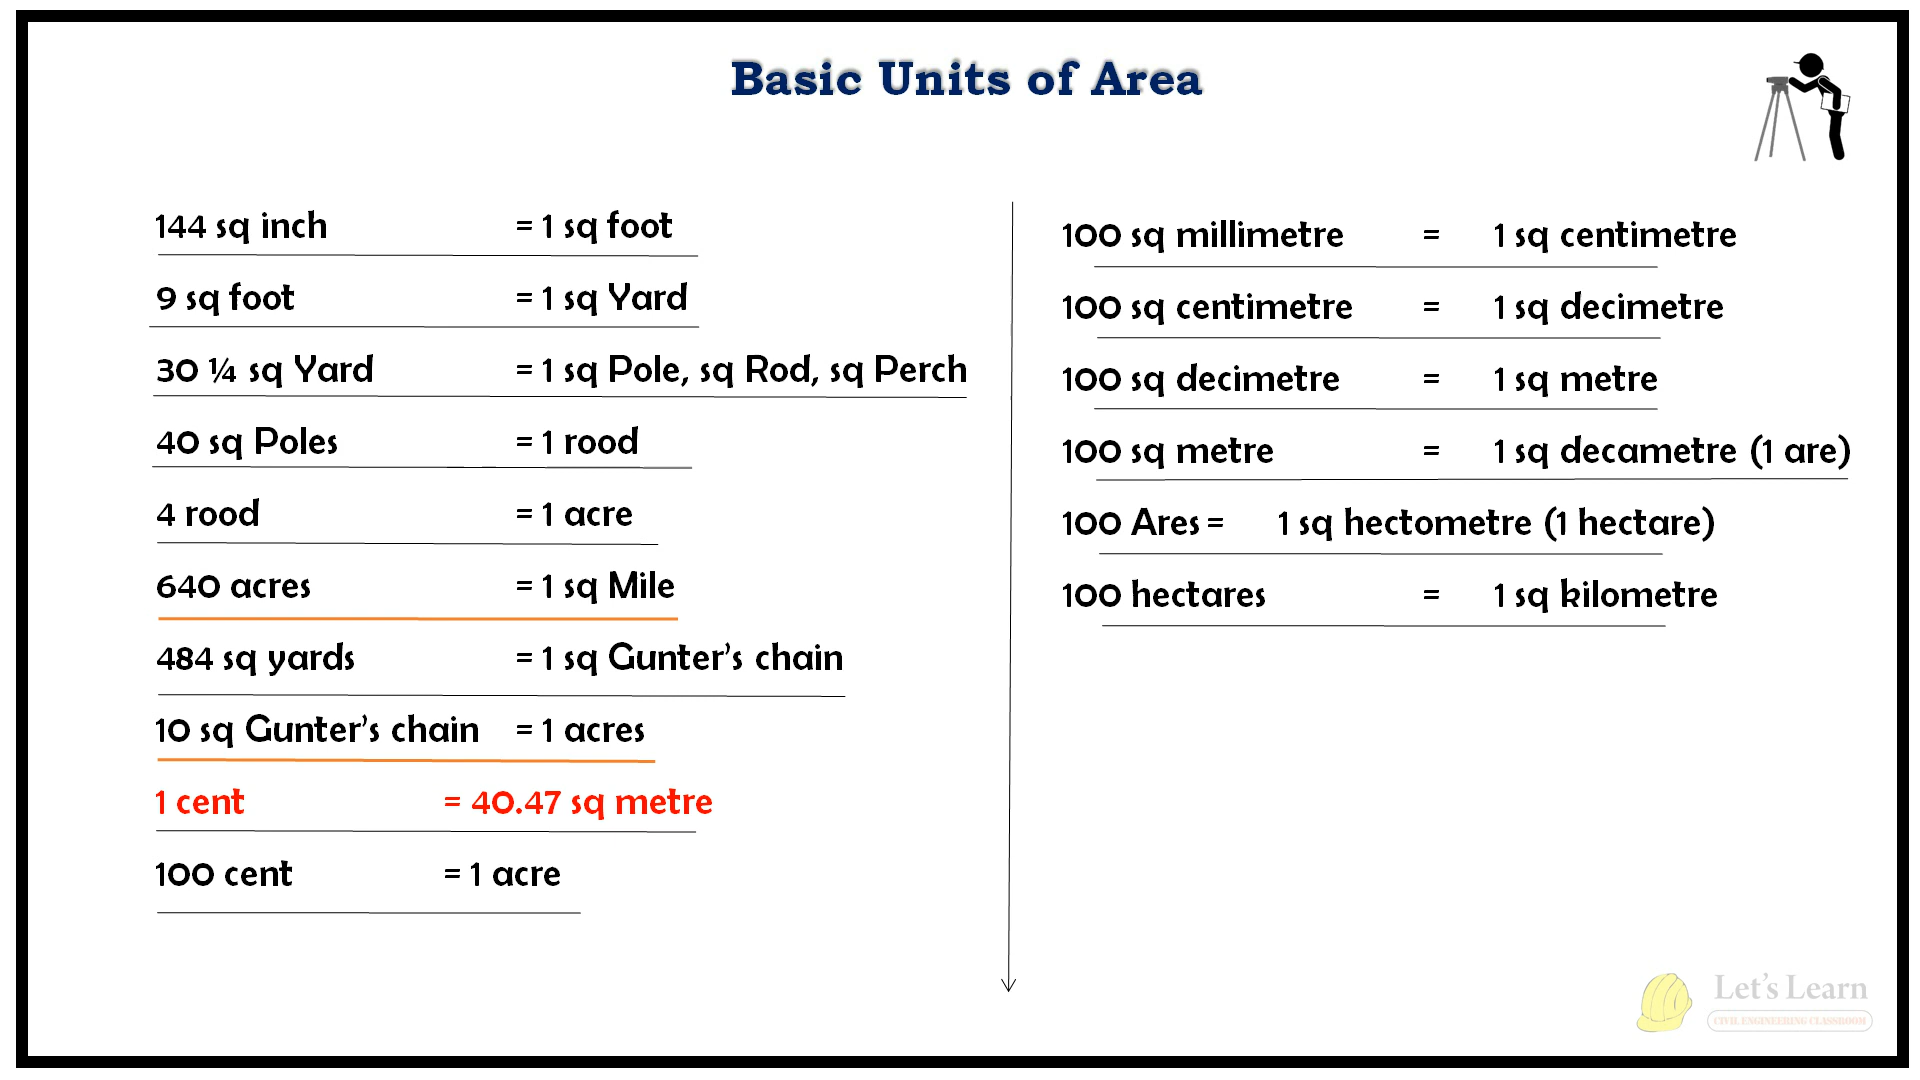 Basic Units of Area
144 sq inch = 1 sq foot
9 sq foot = 1 sq Yard
30 ¼ sq Yard = 1 sq Pole, sq Rod, sq Perch
40 sq Poles = 1 rood
4 rood = 1 acre
640 acres = 1 sq Mile
484 sq yards = 1 sq Gunter’s chain
10 sq Gunter’s chain = 1 acres
1 cent = 40.47 sq metre
100 cent = 1 acre
100 sq millimetre = 1 sq centimetre
100 sq centimetre = 1 sq decimetre
100 sq decimetre = 1 sq metre
100 sq metre = 1 sq decametre (1 are)
100 Ares = 1 sq hectometre (1 hectare)
100 hectares = 1 sq kilometre
Let’s Learn
CIVIL ENGINEERING CLASSROOM